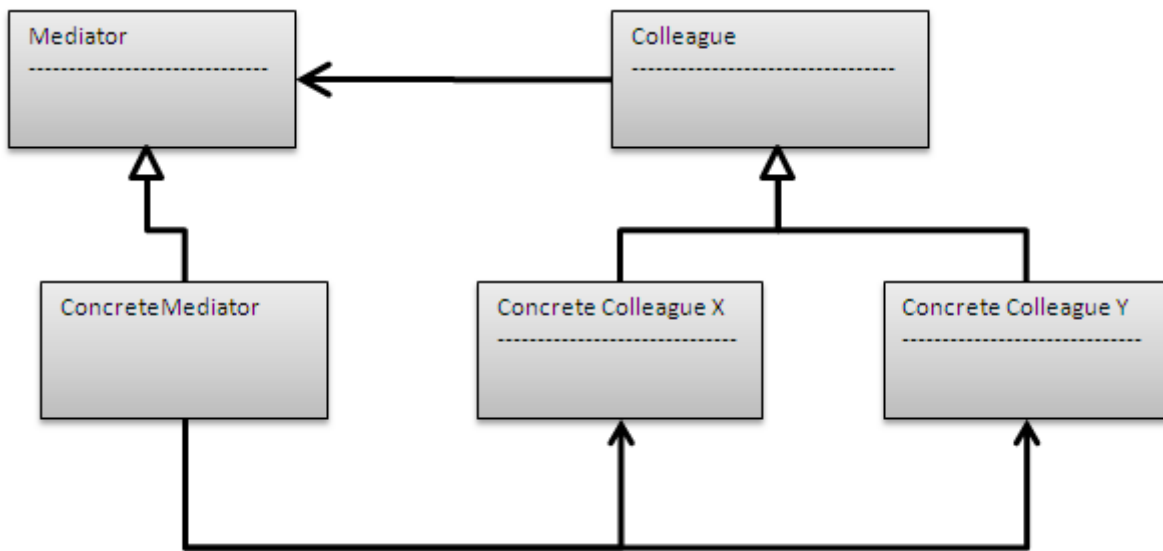 Mediator
------------------------------
Colleague
---------------------------------
ConcreteMediator
Concrete Colleague X
------------------------------
Concrete Colleague Y
------------------------------